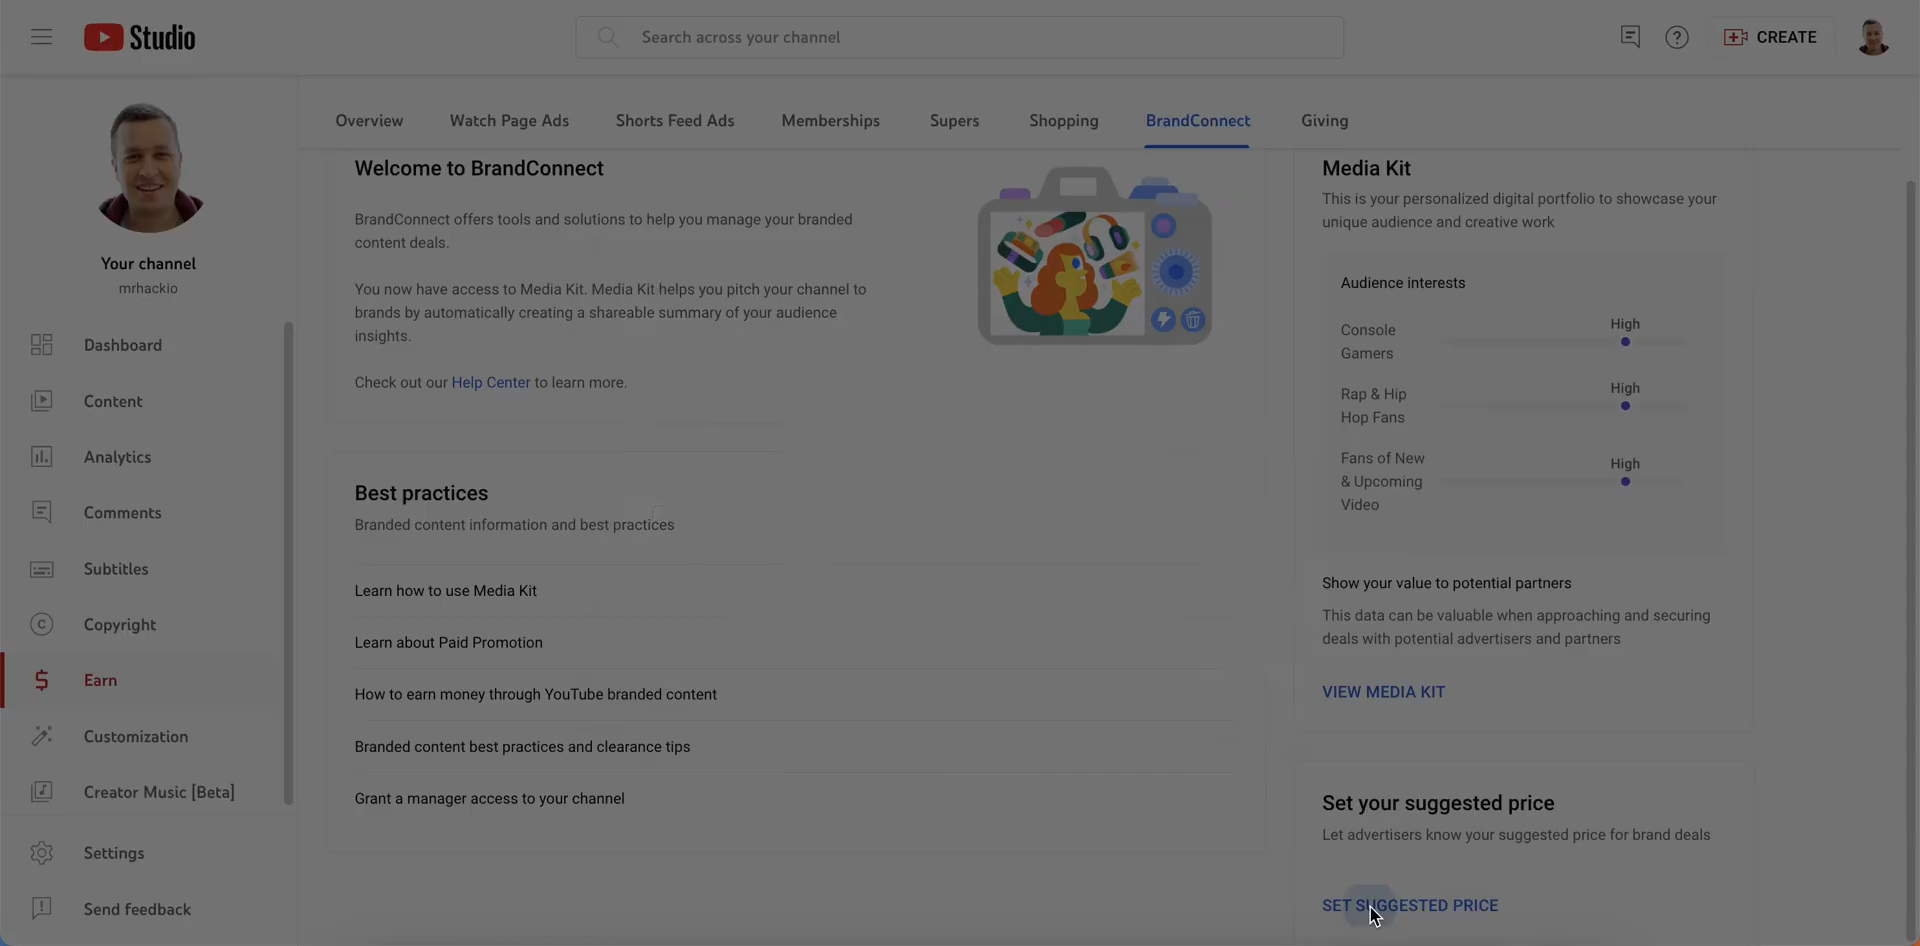 Studio
Search across your channel
CREATE
Your channel
mrhackio
Dashboard
Content
Analytics
Comments
Subtitles
Copyright
Earn
Customization
Creator Music [Beta]
Settings
Send feedback
Overview
Watch Page Ads
Shorts Feed Ads
Memberships
Supers
Shopping
BrandConnect
Giving
Welcome to BrandConnect
BrandConnect offers tools and solutions to help you manage your branded
content deals.
You now have access to Media Kit. Media Kit helps you pitch your channel to
brands by automatically creating a shareable summary of your audience
insights.
Check out our Help Center to learn more.
Best practices
Branded content information and best practices
Learn how to use Media Kit
Learn about Paid Promotion
How to earn money through YouTube branded content
Branded content best practices and clearance tips
Grant a manager access to your channel
Media Kit
This is your personalized digital portfolio to showcase your
unique audience and creative work
Audience interests
Console
Gamers
High
Rap & Hip
Hop Fans
High
Fans of New
& Upcoming
Video
High
Show your value to potential partners
This data can be valuable when approaching and securing
deals with potential advertisers and partners
VIEW MEDIA KIT
Set your suggested price
Let advertisers know your suggested price for brand deals
SET SUGGESTED PRICE